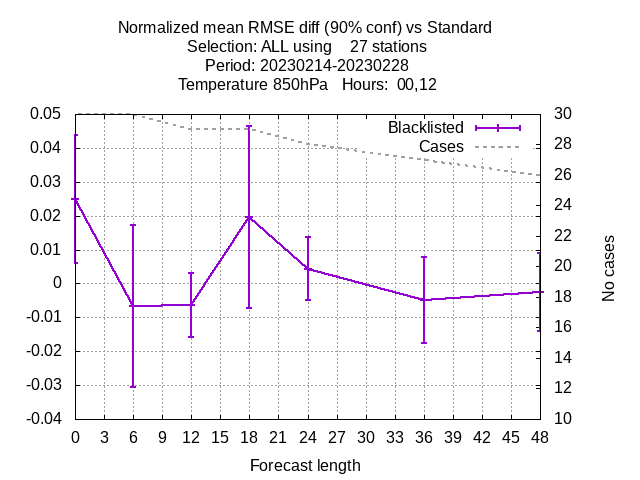 Normalized mean RMSE diff (90% conf) vs Standard
Selection: ALL using    27 stations
Period: 20230214-20230228
Temperature 850hPa   Hours:  00,12
Blacklisted
Cases
0.05
0.04
0.03
0.02
0.01
0
-0.01
-0.02
-0.03
-0.04
30
28
26
24
22
20
18
16
14
12
10
No cases
0 3 6 9 12 15 18 21 24 27 30 33 36 39 42 45 48
Forecast length